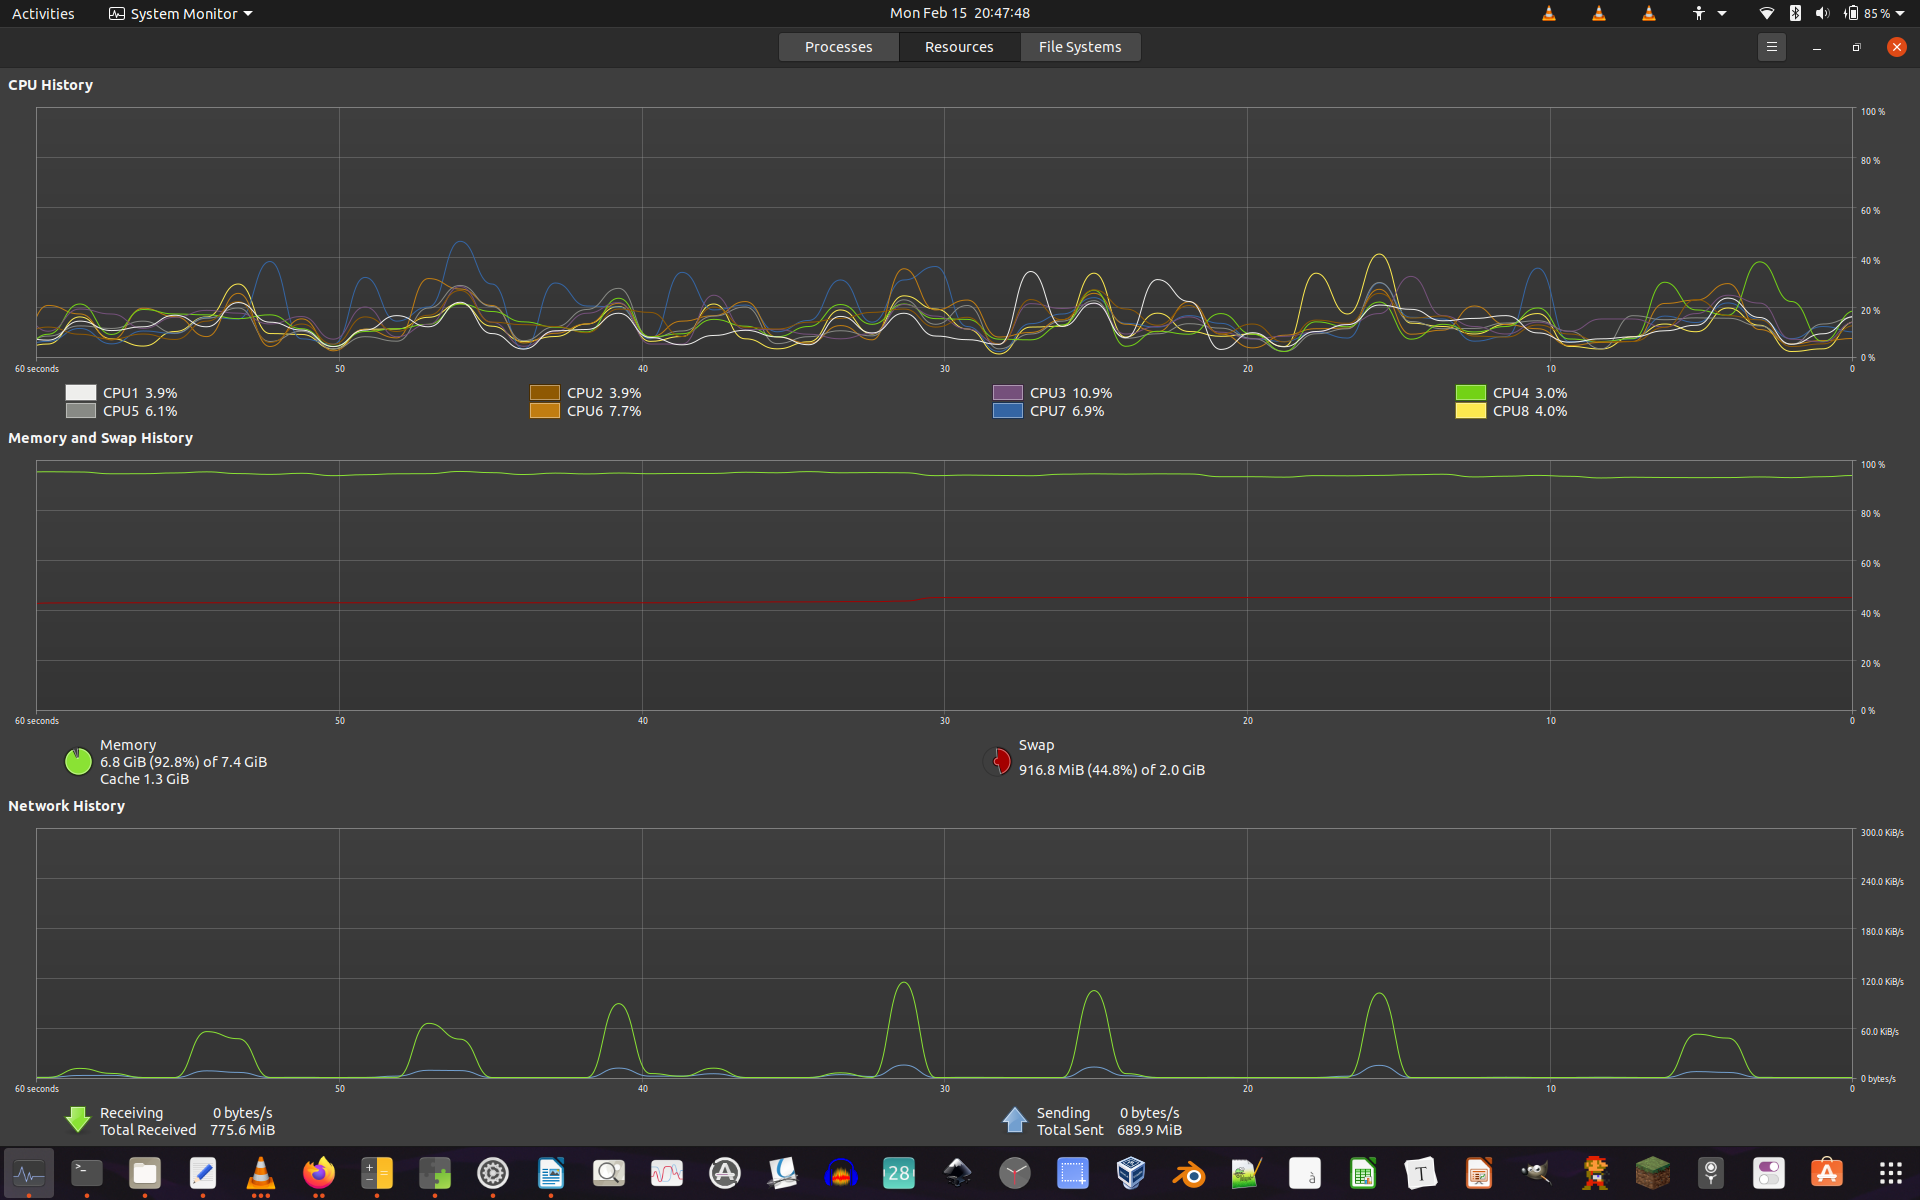 Activities
System Monitor
Mon Feb 15 20:47:48
85 %
Processes
Resources
File Systems
CPU History
100 %
80 %
60 %
40 %
20 %
0 %
60 seconds 50 40 30 20 10 0
CPU1 3.9% CPU2 3.9% CPU3 10.9% CPU4 3.0%
CPU5 6.1% CPU6 7.7% CPU7 6.9% CPU8 4.0%
Memory and Swap History
100 %
80 %
60 %
40 %
20 %
0 %
60 seconds 50 40 30 20 10 0
Memory
6.8 GiB (92.8%) of 7.4 GiB
Cache 1.3 GiB
Swap
916.8 MiB (44.8%) of 2.0 GiB
Network History
300.0 KiB/s
240.0 KiB/s
180.0 KiB/s
120.0 KiB/s
60.0 KiB/s
0 bytes/s
60 seconds 50 40 30 20 10 0
Receiving 0 bytes/s
Total Received 775.6 MiB
Sending 0 bytes/s
Total Sent 689.9 MiB
28
à
T